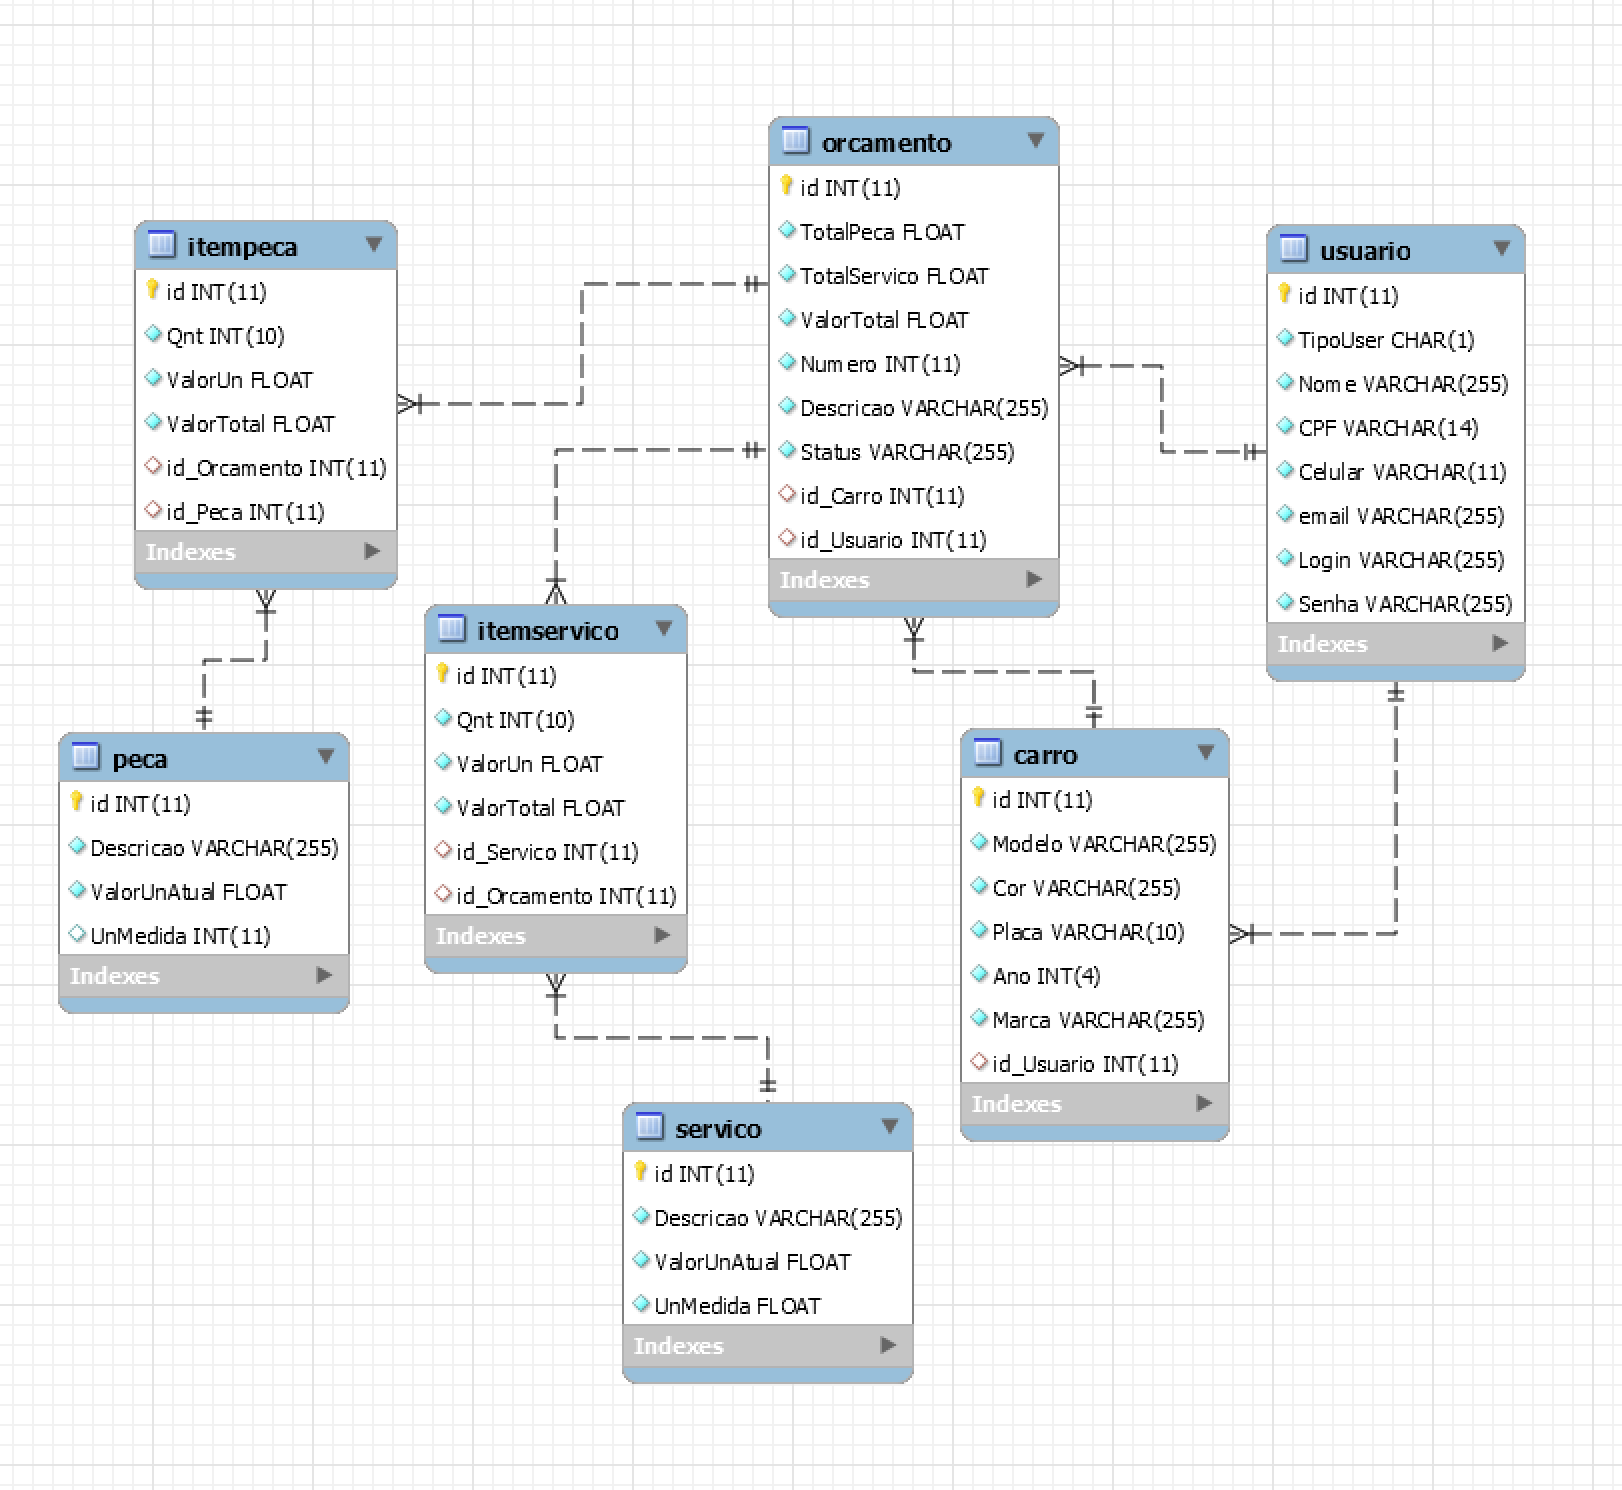 orcamento
id INT(11)
TotalPeca FLOAT
TotalServico FLOAT
ValorTotal FLOAT
Numero INT(11)
Descricao VARCHAR(255)
Status VARCHAR(255)
id_Carro INT(11)
id_Usuario INT(11)
Indexes
itempeca
id INT(11)
Qnt INT(10)
ValorUn FLOAT
ValorTotal FLOAT
id_Orcamento INT(11)
id_Peca INT(11)
Indexes
usuario
id INT(11)
TipoUser CHAR(1)
Nome VARCHAR(255)
CPF VARCHAR(14)
Celular VARCHAR(11)
email VARCHAR(255)
Login VARCHAR(255)
Senha VARCHAR(255)
Indexes
itemservico
id INT(11)
Qnt INT(10)
ValorUn FLOAT
ValorTotal FLOAT
id_Servico INT(11)
id_Orcamento INT(11)
Indexes
peca
id INT(11)
Descricao VARCHAR(255)
ValorUnAtual FLOAT
UnMedida INT(11)
Indexes
carro
id INT(11)
Modelo VARCHAR(255)
Cor VARCHAR(255)
Placa VARCHAR(10)
Ano INT(4)
Marca VARCHAR(255)
id_Usuario INT(11)
Indexes
servico
id INT(11)
Descricao VARCHAR(255)
ValorUnAtual FLOAT
UnMedida FLOAT
Indexes